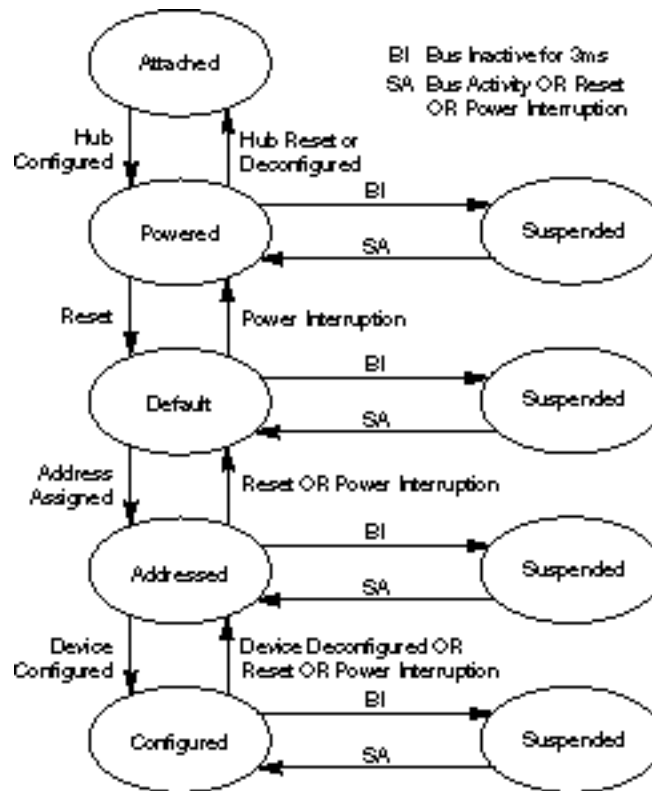 Attached
BI Bus Inactive for 3ms
SA Bus Activity OR Reset
OR Power Interruption
Hub
Configured
Hub Reset or
Deconfigured
Powered
BI
SA
Suspended
Reset
Power Interruption
Default
BI
SA
Suspended
Address
Assigned
Reset OR Power Interruption
Addressed
BI
SA
Suspended
Device
Configured
Device Deconfigured OR
Reset OR Power Interruption
Configured
BI
SA
Suspended